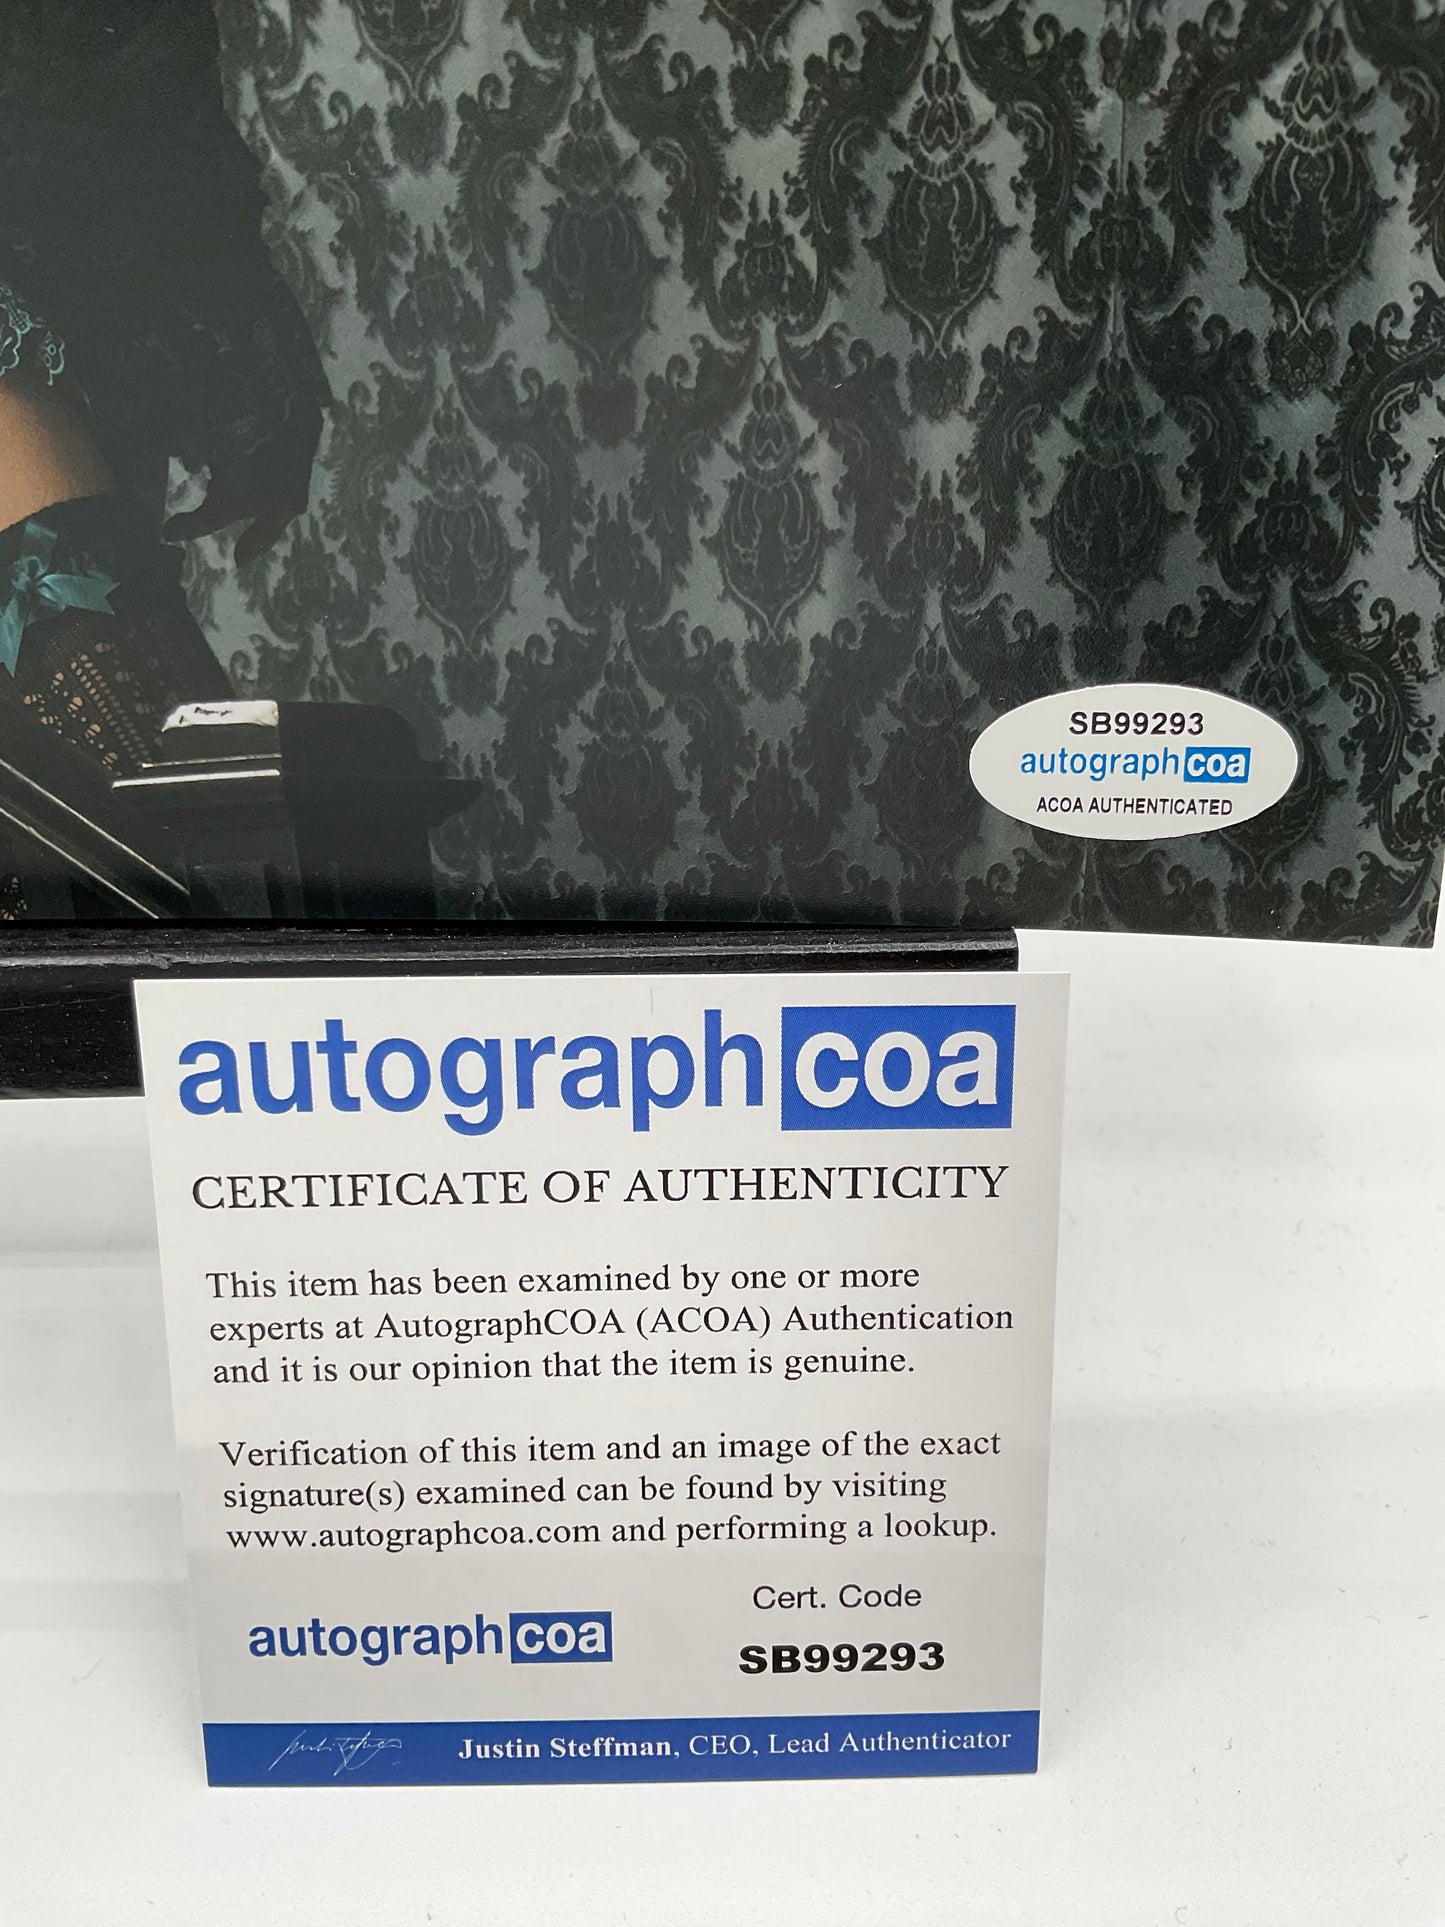 SB99293
autographcoa
ACOA AUTHENTICATED
autographcoa
CERTIFICATE OF AUTHENTICITY
This item has been examined by one or more
experts at AutographCOA (ACOA) Authentication
and it is our opinion that the item is genuine.
Verification of this item and an image of the exact
signature(s) examined can be found by visiting
www.autographcoa.com and performing a lookup.
Cert. Code
autographcoa
SB99293
Justin Steffman, CEO, Lead Authenticator